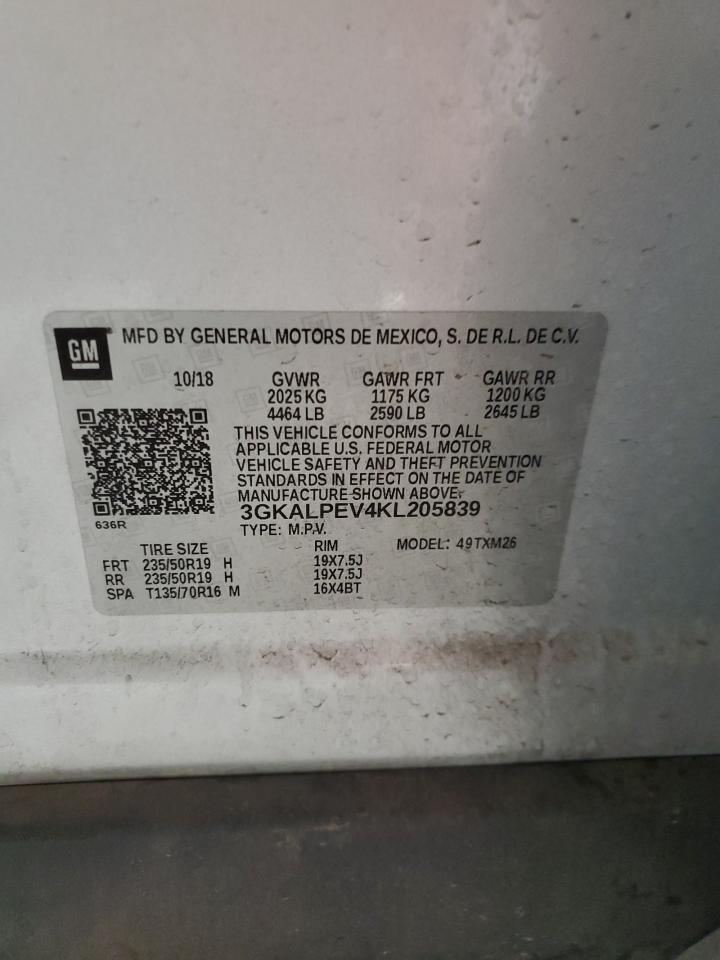 GM MFD BY GENERAL MOTORS DE MEXICO, S. DE R.L. DE C.V.
10/18 GVWR GAWR FRT GAWR RR
2025 KG 1175 KG 1200 KG
4464 LB 2590 LB 2645 LB
THIS VEHICLE CONFORMS TO ALL
APPLICABLE U.S. FEDERAL MOTOR
VEHICLE SAFETY AND THEFT PREVENTION
STANDARDS IN EFFECT ON THE DATE OF
MANUFACTURE SHOWN ABOVE.
3GKALPEV4KL205839
636R
TYPE: M.P.V. MODEL: 49TXM26
TIRE SIZE RIM
FRT 235/50R19 H 19X7.5J
RR 235/50R19 H 19X7.5J
SPA T135/70R16 M 16X4BT